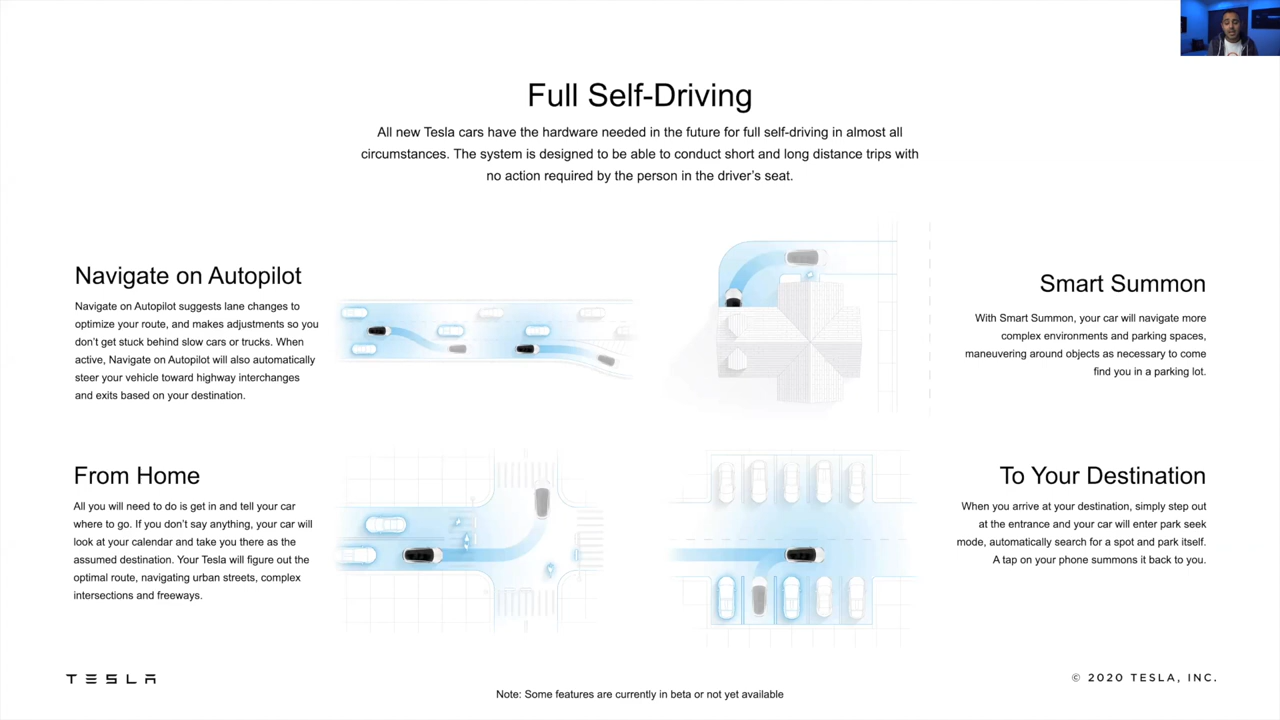 Full Self-Driving
All new Tesla cars have the hardware needed in the future for full self-driving in almost all
circumstances. The system is designed to be able to conduct short and long distance trips with
no action required by the person in the driver's seat.
Navigate on Autopilot
Navigate on Autopilot suggests lane changes to
optimize your route, and makes adjustments so you
don't get stuck behind slow cars or trucks. When
active, Navigate on Autopilot will also automatically
steer your vehicle toward highway interchanges
and exits based on your destination.
Smart Summon
With Smart Summon, your car will navigate more
complex environments and parking spaces,
maneuvering around objects as necessary to come
find you in a parking lot.
From Home
All you will need to do is get in and tell your car
where to go. If you don't say anything, your car will
look at your calendar and take you there as the
assumed destination. Your Tesla will figure out the
optimal route, navigating urban streets, complex
intersections and freeways.
To Your Destination
When you arrive at your destination, simply step out
at the entrance and your car will enter park seek
mode, automatically search for a spot and park itself.
A tap on your phone summons it back to you.
TESLA
Note: Some features are currently in beta or not yet available
© 2020 TESLA, INC.